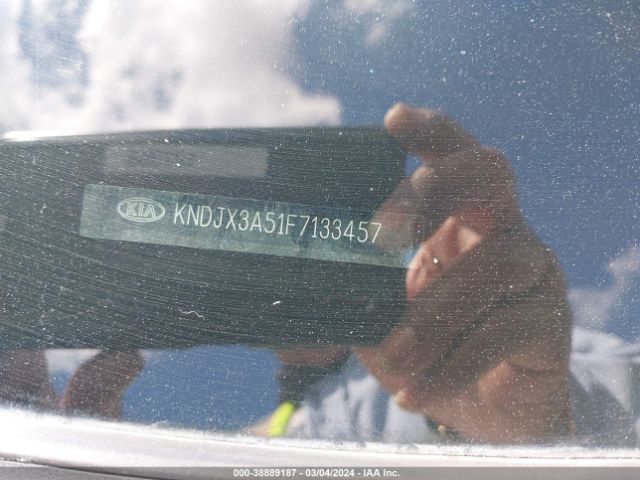 KIA KNDJX3A51F7133457
000-38889187 - 03/04/2024 - IAA Inc.